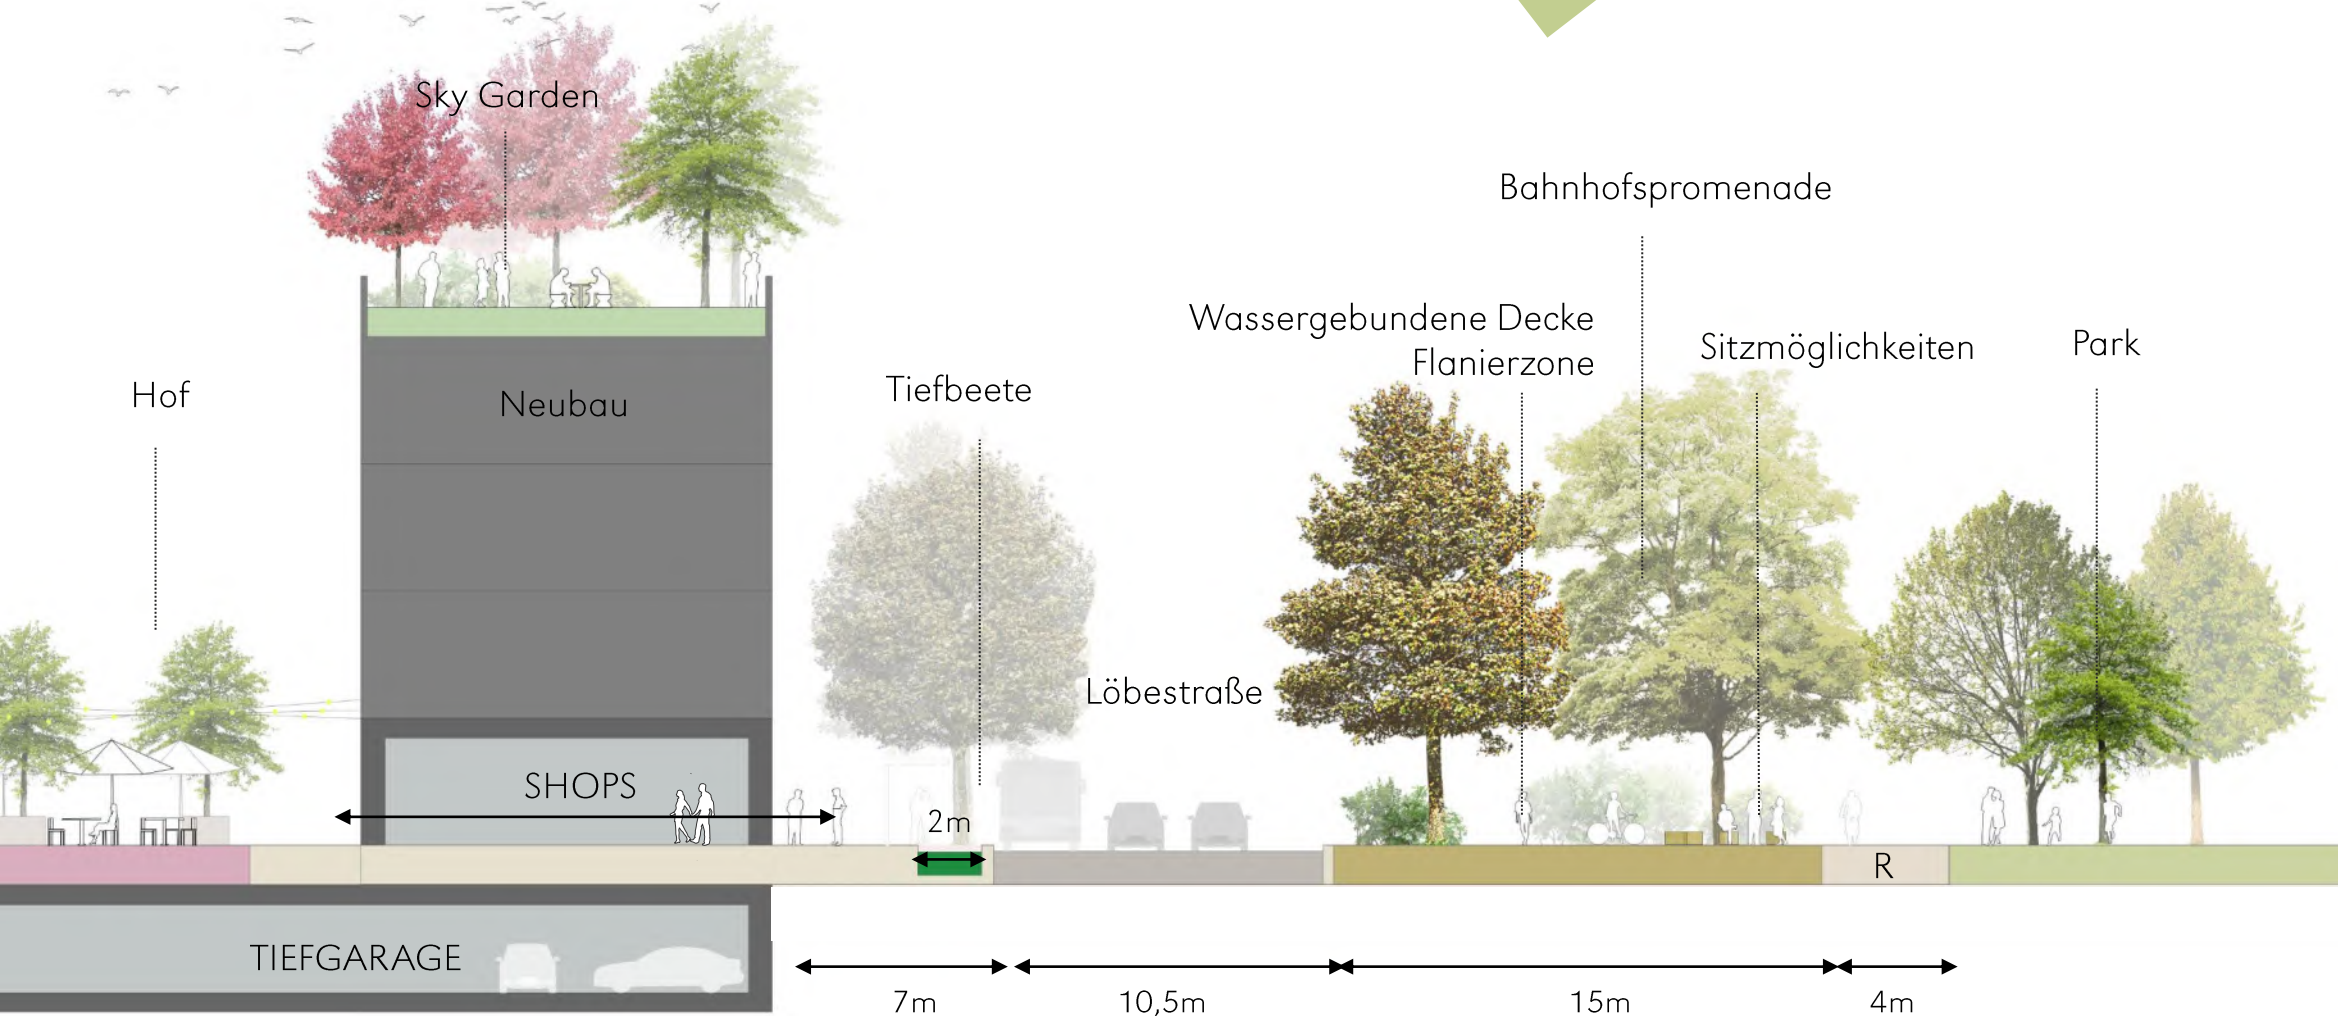 Sky Garden
Bahnhofspromenade
Wassergebundene Decke
Flanierzone
Sitzmöglichkeiten
Park
Hof
Neubau
Tiefbeete
Löbestraße
SHOPS
2m
R
TIEFGARAGE
7m
10,5m
15m
4m